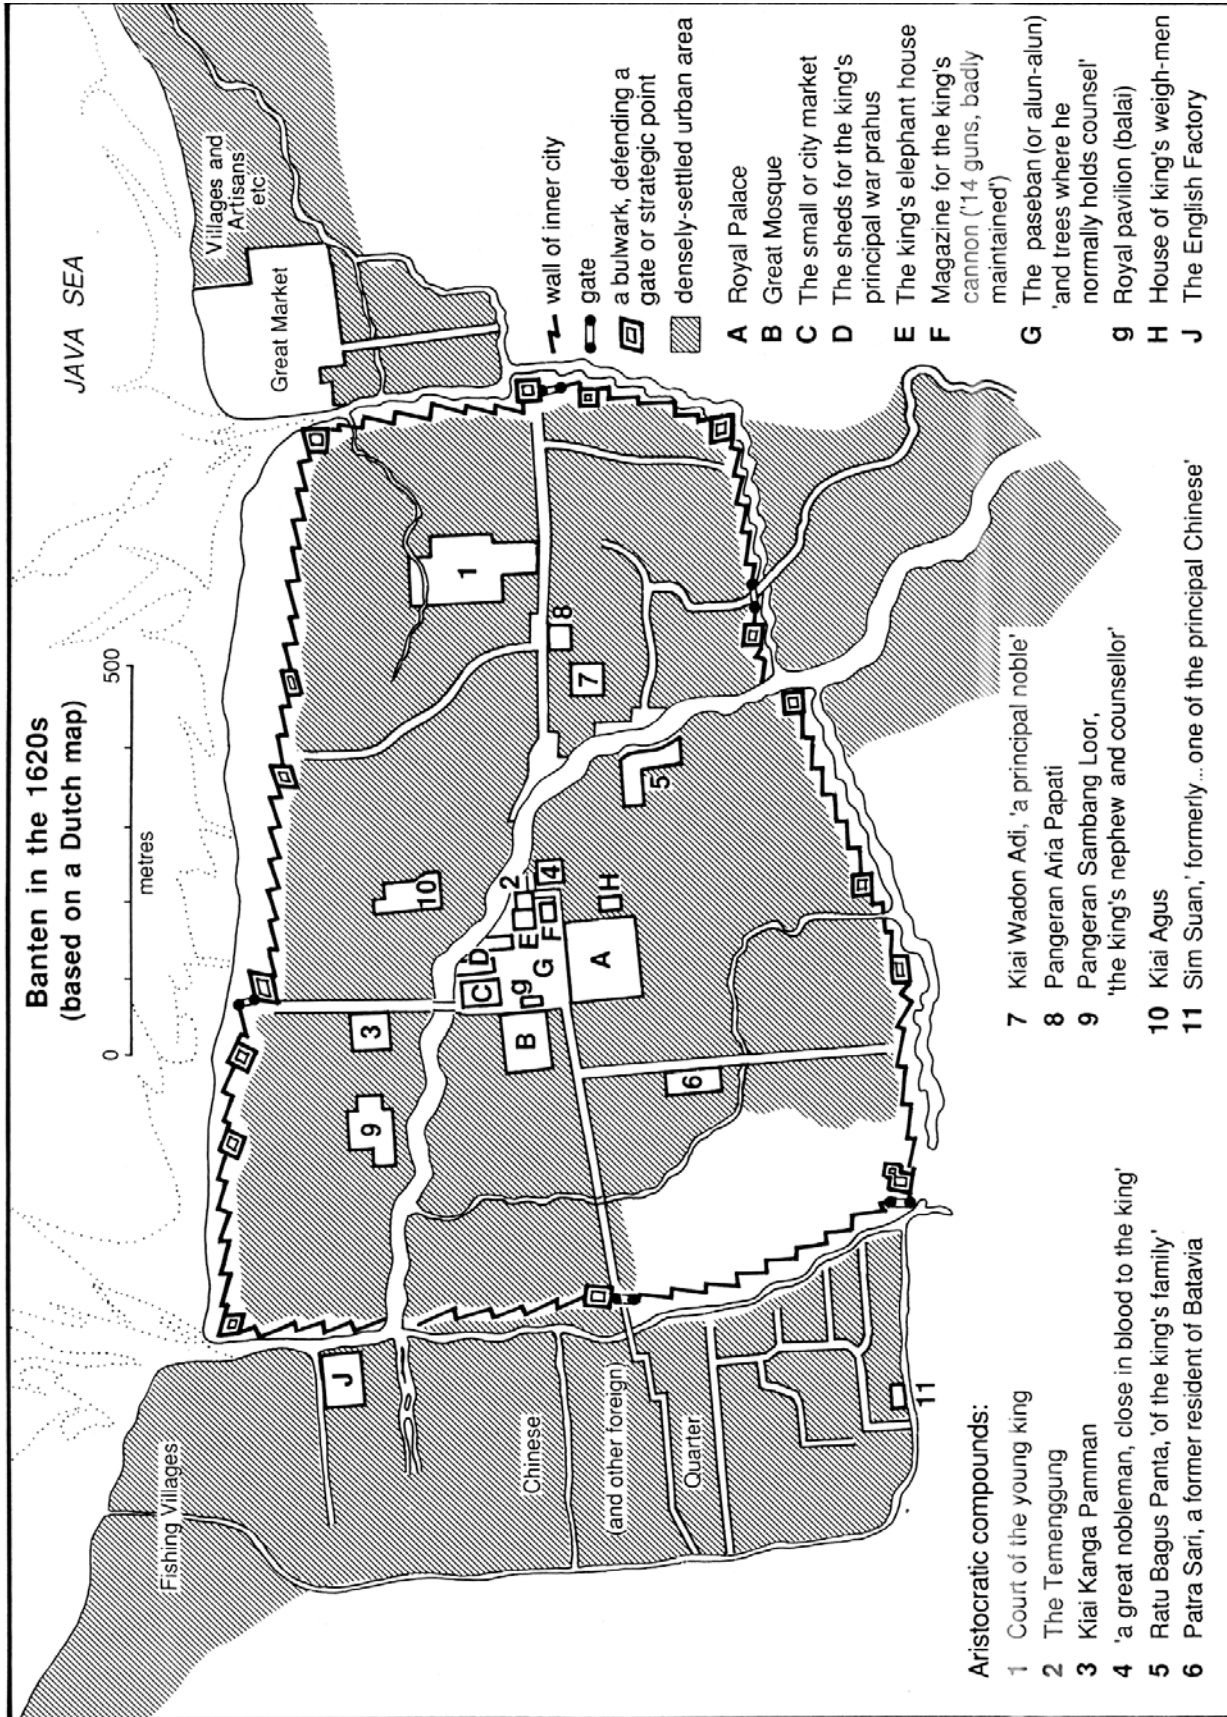 Banten in the 1620s
(based on a Dutch map)
0
500
metres
JAVA SEA
Villages and
Artisans
etc
Great Market
Fishing Villages
Chinese
(and other foreign)
Quarter
J
9
3
10
1
C
D
2
E
F
4
g
G
B
A
H
8
7
5
6
11
wall of inner city
gate
a bulwark, defending a
gate or strategic point
densely-settled urban area
A Royal Palace
B Great Mosque
C The small or city market
D The sheds for the king's
principal war prahus
E The king's elephant house
F Magazine for the king's
cannon ('14 guns, badly
maintained')
G The paseban (or alun-alun)
'and trees where he
normally holds counsel'
g Royal pavilion (balai)
H House of king's weigh-men
J The English Factory
Aristocratic compounds:
1 Court of the young king
2 The Temenggung
3 Kiai Kanga Pamman
4 'a great nobleman, close in blood to the king'
5 Ratu Bagus Panta, 'of the king's family'
6 Patra Sari, a former resident of Batavia
7 Kiai Wadon Adi, 'a principal noble'
8 Pangeran Aria Papati
9 Pangeran Sambang Loor,
'the king's nephew and counsellor'
10 Kiai Agus
11 Sim Suan,' formerly... one of the principal Chinese'